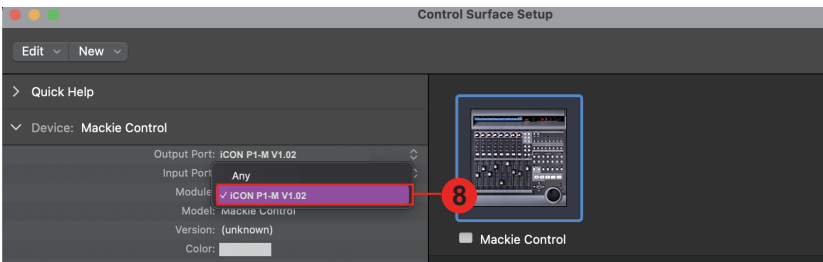 Control Surface Setup
Edit New
Quick Help
Device: Mackie Control
Output Port: iCON P1-M V1.02
Input Port
Any
Module
✓ iCON P1-M V1.02
8
Model: Mackie Control
Version: (unknown)
Color:
Mackie Control